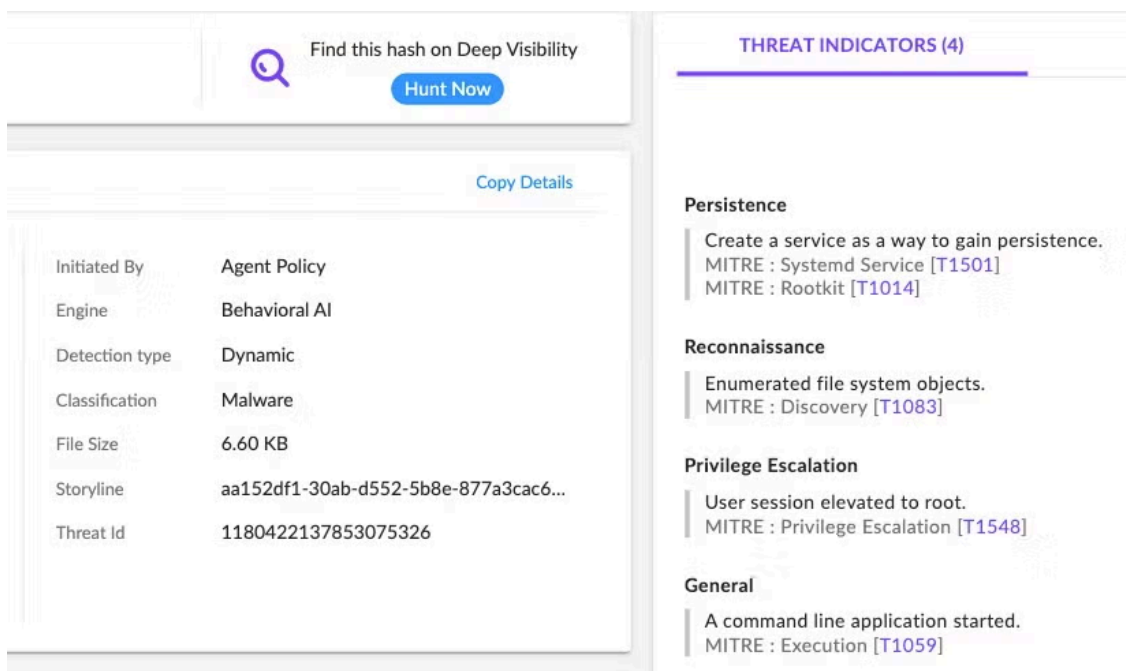 Find this hash on Deep Visibility
Hunt Now
Copy Details
Initiated By Agent Policy
Engine Behavioral AI
Detection type Dynamic
Classification Malware
File Size 6.60 KB
Storyline aa152df1-30ab-d552-5b8e-877a3cac6...
Threat Id 1180422137853075326
THREAT INDICATORS (4)
Persistence
Create a service as a way to gain persistence.
MITRE : Systemd Service [T1501]
MITRE : Rootkit [T1014]
Reconnaissance
Enumerated file system objects.
MITRE : Discovery [T1083]
Privilege Escalation
User session elevated to root.
MITRE : Privilege Escalation [T1548]
General
A command line application started.
MITRE : Execution [T1059]